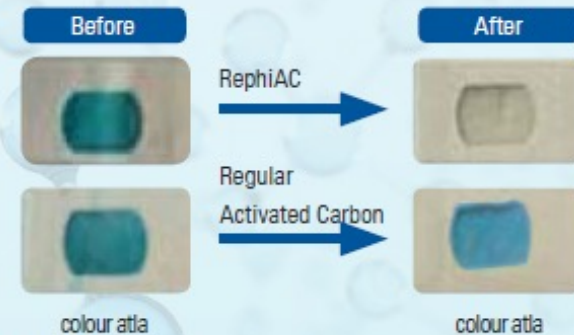 Before
After
RephiAC
Regular
Activated Carbon
colour atla
colour atla